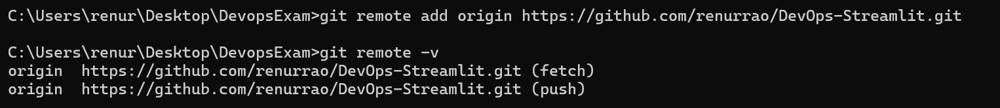 C:\Users\renur\Desktop\DevopsExam>git remote add origin https://github.com/renurrao/DevOps-Streamlit.git
C:\Users\renur\Desktop\DevopsExam>git remote -v
origin  https://github.com/renurrao/DevOps-Streamlit.git (fetch)
origin  https://github.com/renurrao/DevOps-Streamlit.git (push)